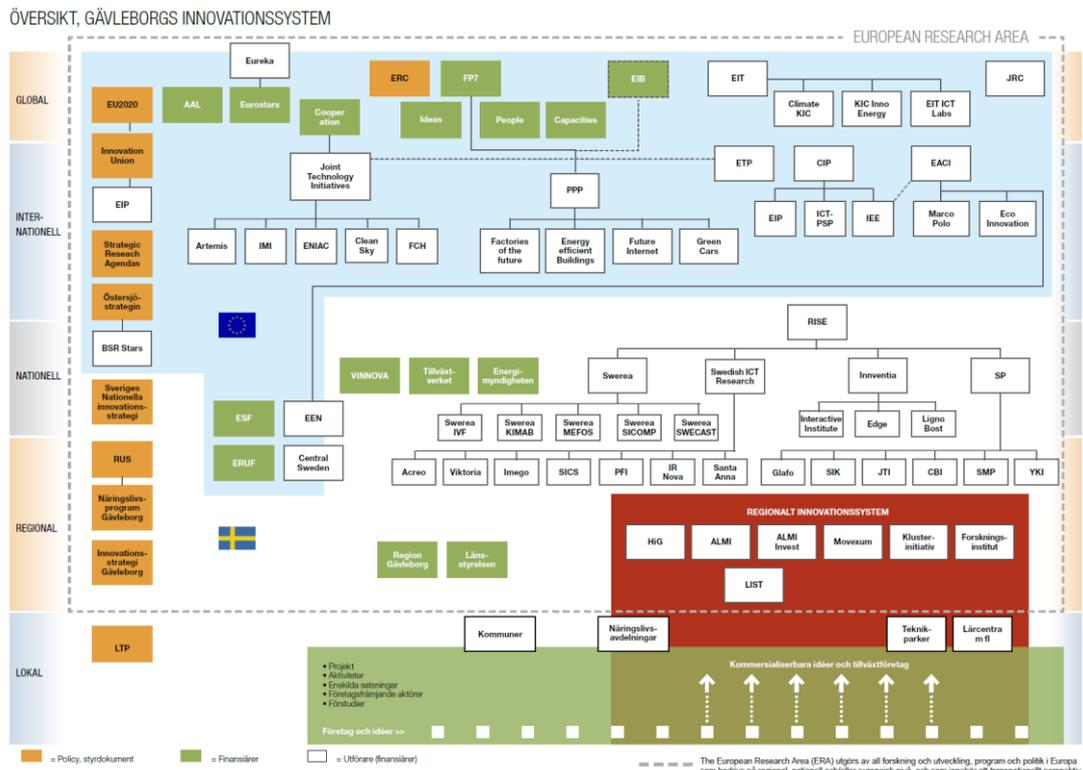 ÖVERSIKT, GÄVLEBORGS INNOVATIONSSYSTEM
EUROPEAN RESEARCH AREA
GLOBAL
Eureka
ERC
FP7
EIB
EIT
JRC
EU2020
AAL
Eurostars
Cooper
ation
Ideas
People
Capacities
Climate
KIC
KIC Inno
Energy
EIT ICT
Labs
INTER-
NATIONELL
Innovation
Union
Joint
Technology
Initiatives
ETP
CIP
EACI
EIP
PPP
EIP
ICT-
PSP
IEE
Marco
Polo
Eco
Innovation
Strategic
Reseach
Agendas
Artemis
IMI
ENIAC
Clean
Sky
FCH
Factories
of the
future
Energy
efficient
Buildings
Future
Internet
Green
Cars
Östersjö-
strategin
BSR Stars
NATIONELL
RISE
VINNOVA
Tillväxt-
verket
Energi-
myndigheten
Swerea
Swedish ICT
Research
Innventia
SP
Sveriges
Nationella
innovations-
strategi
ESF
EEN
Swerea
IVF
Swerea
KIMAB
Swerea
MEFOS
Swerea
SICOMP
Swerea
SWECAST
Interactive
Institute
Edge
Ligno
Bost
REGIONAL
RUS
ERUF
Central
Sweden
Acreo
Viktoria
Imego
SICS
PFI
IR
Nova
Santa
Anna
Glafo
SIK
JTI
CBI
SMP
YKI
Näringslivs-
program
Gävleborg
REGIONALT INNOVATIONSSYSTEM
HiG
ALMI
ALMI
Invest
Movexum
Kluster-
initiativ
Forsknings-
institut
Innovations-
strategi
Gävleborg
Region
Gävleborg
Läns-
styrelsen
LIST
LOKAL
LTP
Kommuner
Näringslivs-
avdelningar
Teknik-
parker
Lärcentra
m fl
• Projekt
• Aktiviteter
• Enskilda satsningar
• Företagsfrämjande aktörer
• Förstudier
Kommersialiserbara idéer och tillväxtföretag
Företag och idéer >>
= Policy, styrdokument
= Finansiärer
= Utförare (finansiärer)
The European Research Area (ERA) utgörs av all forskning och utveckling, program och politik i Europa